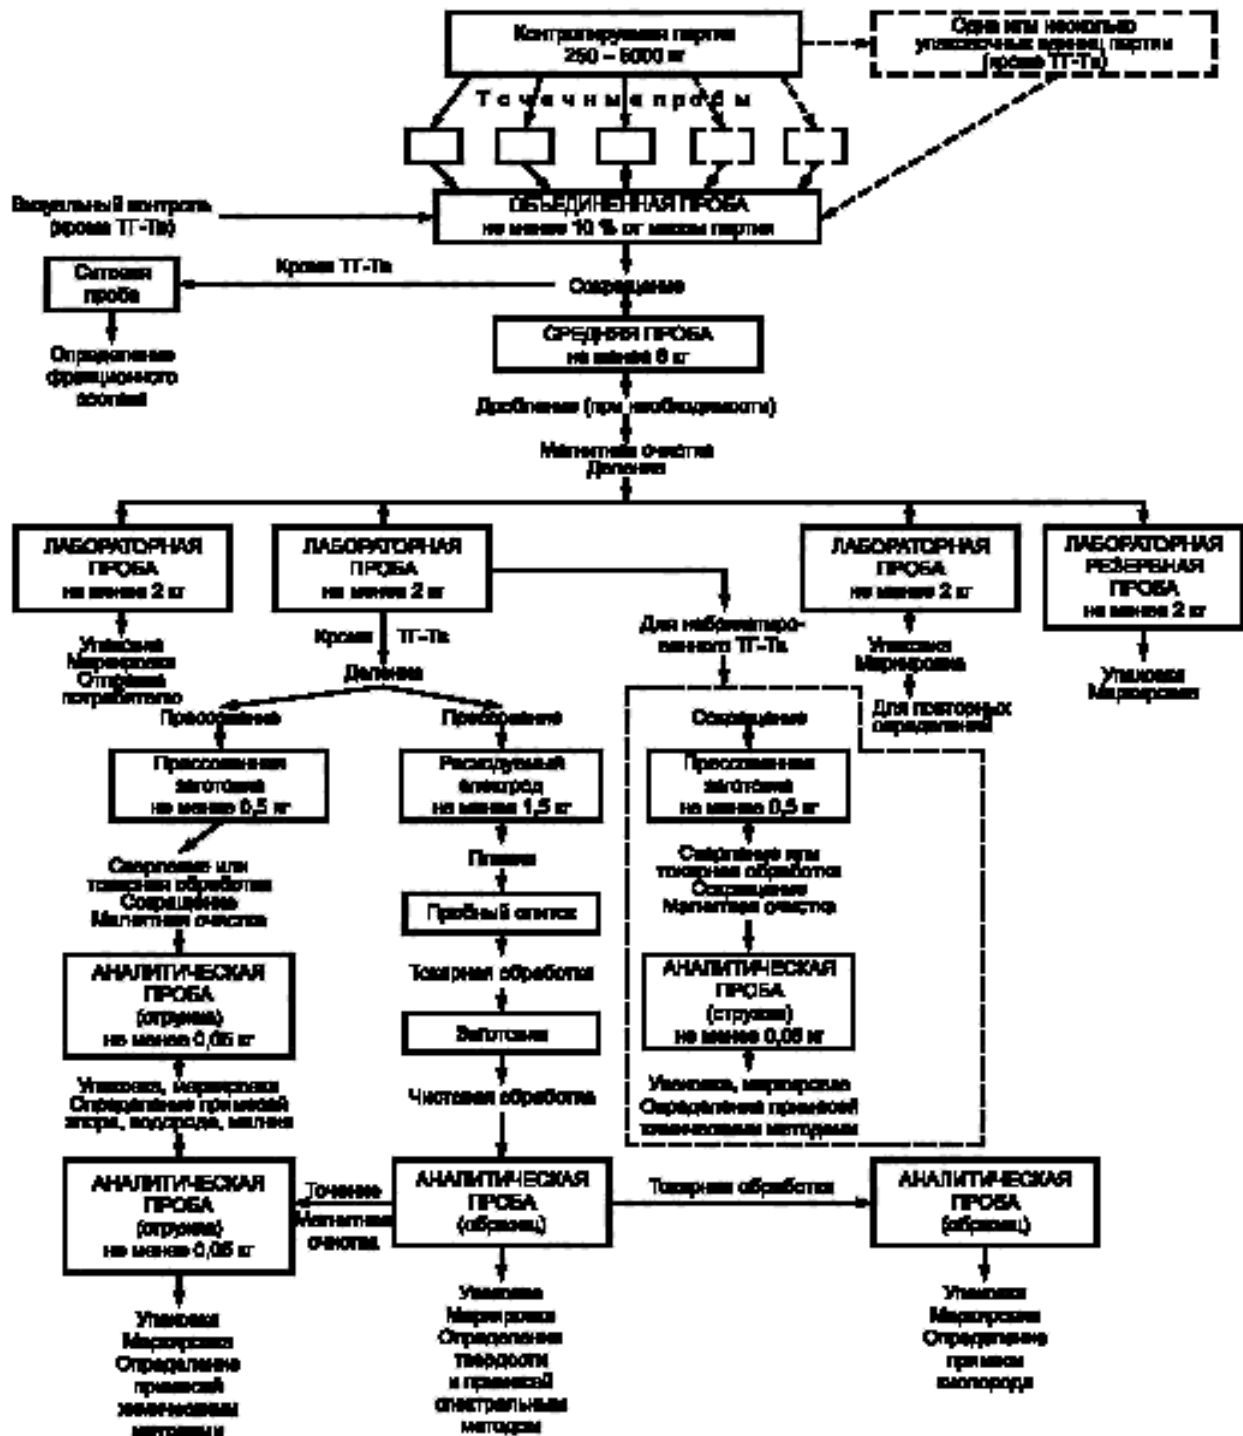 Контролируемая партия
250 – 5000 кг
Одна или несколько
упаковочных единиц партии
(кроме ТГ-Тв)
Точечные пробы
Визуальный контроль
(кроме ТГ-Тв)
ОБЪЕДИНЕННАЯ ПРОБА
не менее 10 % от массы партии
Кроме ТГ-Тв
Ситовая
проба
Сокращение
Определение
фракционного
состава
СРЕДНЯЯ ПРОБА
не менее 8 кг
Дробление (при необходимости)
Магнитная очистка
Деление
ЛАБОРАТОРНАЯ
ПРОБА
не менее 2 кг
ЛАБОРАТОРНАЯ
ПРОБА
не менее 2 кг
ЛАБОРАТОРНАЯ
ПРОБА
не менее 2 кг
ЛАБОРАТОРНАЯ
РЕЗЕРВНАЯ
ПРОБА
не менее 2 кг
Упаковка
Маркировка
Отправка
потребителю
Кроме ТГ-Тв
Деление
Для
ТГ-Тв
Упаковка
Маркировка
Для повторных
определений
Упаковка
Маркировка
Прессование
Прессованная
заготовка
не менее 0,5 кг
Сверление или
токарная обработка
Сокращение
Магнитная очистка
АНАЛИТИЧЕСКАЯ
ПРОБА
(стружка)
не менее 0,05 кг
Упаковка, маркировка
Определение примесей
хлора, водорода, магния
Прессование
Расходуемый
электрод
не менее 1,5 кг
Плавка
Пробный слиток
Токарная обработка
Заготовка
Чистовая обработка
Сокращение
Прессованная
заготовка
не менее 0,5 кг
Сверление или
токарная обработка
Сокращение
Магнитная очистка
АНАЛИТИЧЕСКАЯ
ПРОБА
(стружка)
не менее 0,05 кг
Упаковка, маркировка
Определение примесей
химическими методами
АНАЛИТИЧЕСКАЯ
ПРОБА
(стружка)
не менее 0,05 кг
Точение
Магнитная
очистка
АНАЛИТИЧЕСКАЯ
ПРОБА
(образец)
Токарная обработка
АНАЛИТИЧЕСКАЯ
ПРОБА
(образец)
Упаковка
Маркировка
Определение
примесей
химическими
методами
Упаковка
Маркировка
Определение
твердости
и примесей
спектральным
методом
Упаковка
Маркировка
Определение
примеси
кислорода